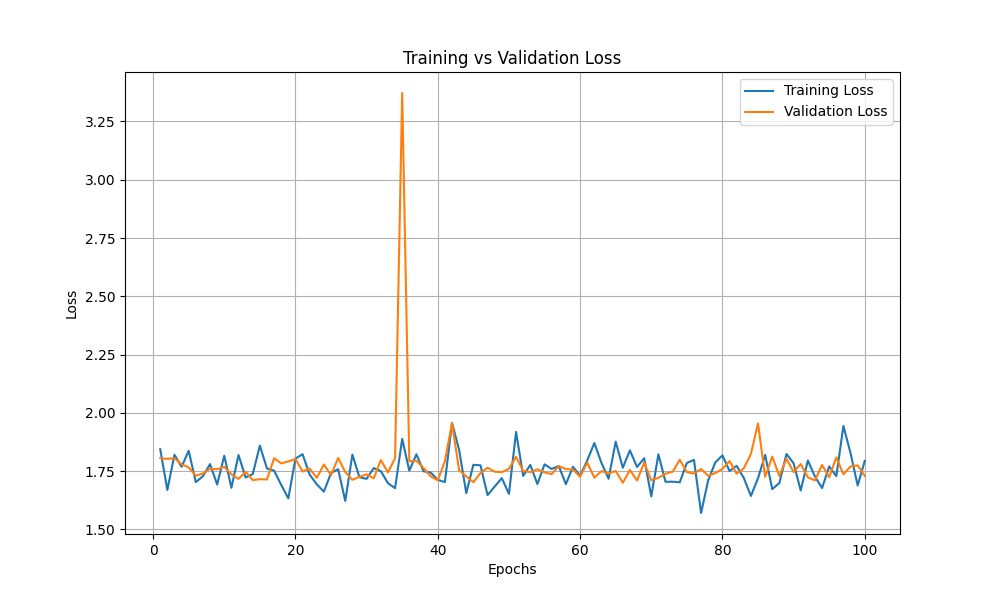 Training vs Validation Loss
Training Loss
Validation Loss
3.25
3.00
2.75
2.50
2.25
2.00
1.75
1.50
Loss
0 20 40 60 80 100
Epochs